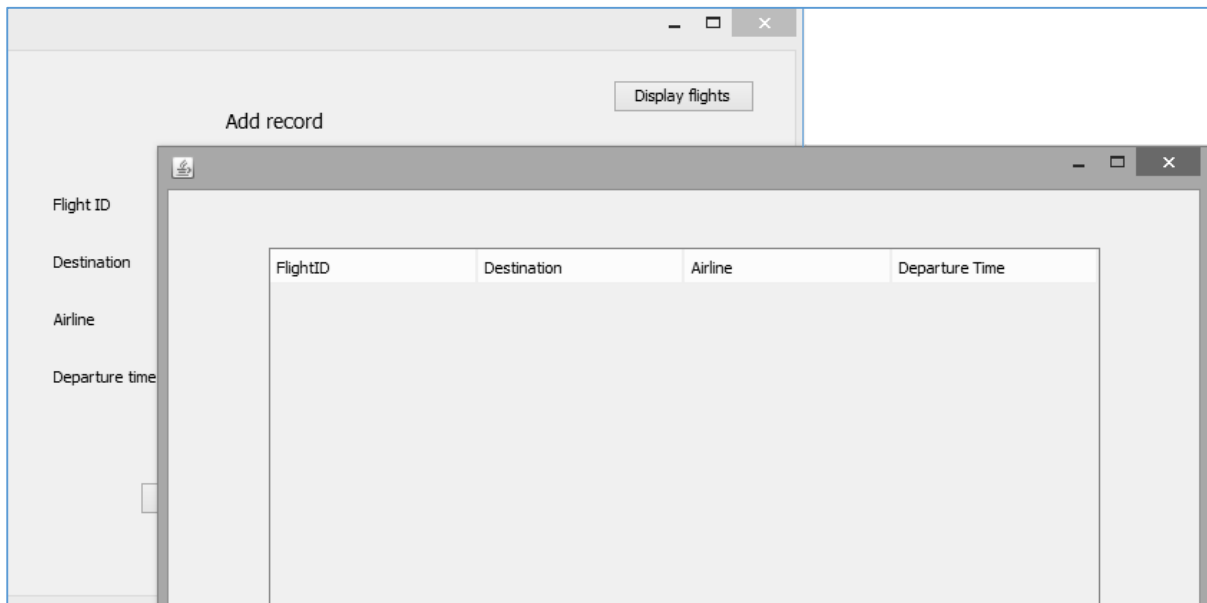 Display flights
Add record
Flight ID
Destination
Airline
Departure time
FlightID Destination Airline Departure Time